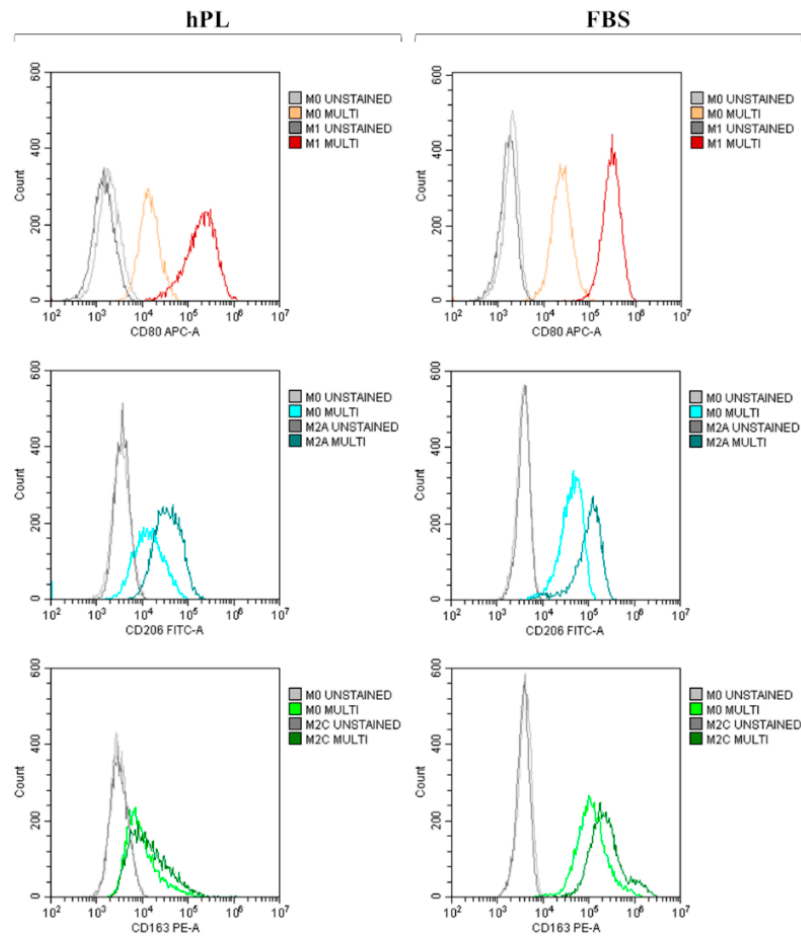 hPL
FBS
600
400
200
0
Count
10² 10³ 10⁴ 10⁵ 10⁶ 10⁷
CD80 APC-A
M0 UNSTAINED
M0 MULTI
M1 UNSTAINED
M1 MULTI
600
400
200
0
Count
10² 10³ 10⁴ 10⁵ 10⁶ 10⁷
CD80 APC-A
M0 UNSTAINED
M0 MULTI
M1 UNSTAINED
M1 MULTI
600
400
200
0
Count
10² 10³ 10⁴ 10⁵ 10⁶ 10⁷
CD206 FITC-A
M0 UNSTAINED
M0 MULTI
M2A UNSTAINED
M2A MULTI
600
400
200
0
Count
10² 10³ 10⁴ 10⁵ 10⁶ 10⁷
CD206 FITC-A
M0 UNSTAINED
M0 MULTI
M2A UNSTAINED
M2A MULTI
600
400
200
0
Count
10² 10³ 10⁴ 10⁵ 10⁶ 10⁷
CD163 PE-A
M0 UNSTAINED
M0 MULTI
M2C UNSTAINED
M2C MULTI
600
400
200
0
Count
10² 10³ 10⁴ 10⁵ 10⁶ 10⁷
CD163 PE-A
M0 UNSTAINED
M0 MULTI
M2C UNSTAINED
M2C MULTI